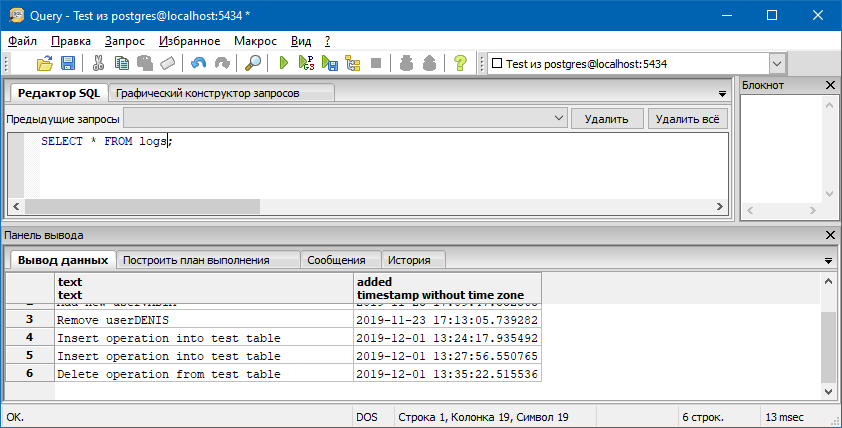 Query - Test из postgres@localhost:5434 *
Файл Правка Запрос Избранное Макрос Вид ?
Test из postgres@localhost:5434
Редактор SQL Графический конструктор запросов
Блокнот
Предыдущие запросы Удалить Удалить всё
SELECT * FROM logs;
Панель вывода
Вывод данных Построить план выполнения Сообщения История
text added
text timestamp without time zone
3 Remove userDENIS 2019-11-23 17:13:05.739282
4 Insert operation into test table 2019-12-01 13:24:17.935492
5 Insert operation into test table 2019-12-01 13:27:56.550765
6 Delete operation from test table 2019-12-01 13:35:22.515536
OK. DOS Строка 1, Колонка 19, Символ 19 6 строк. 13 msec